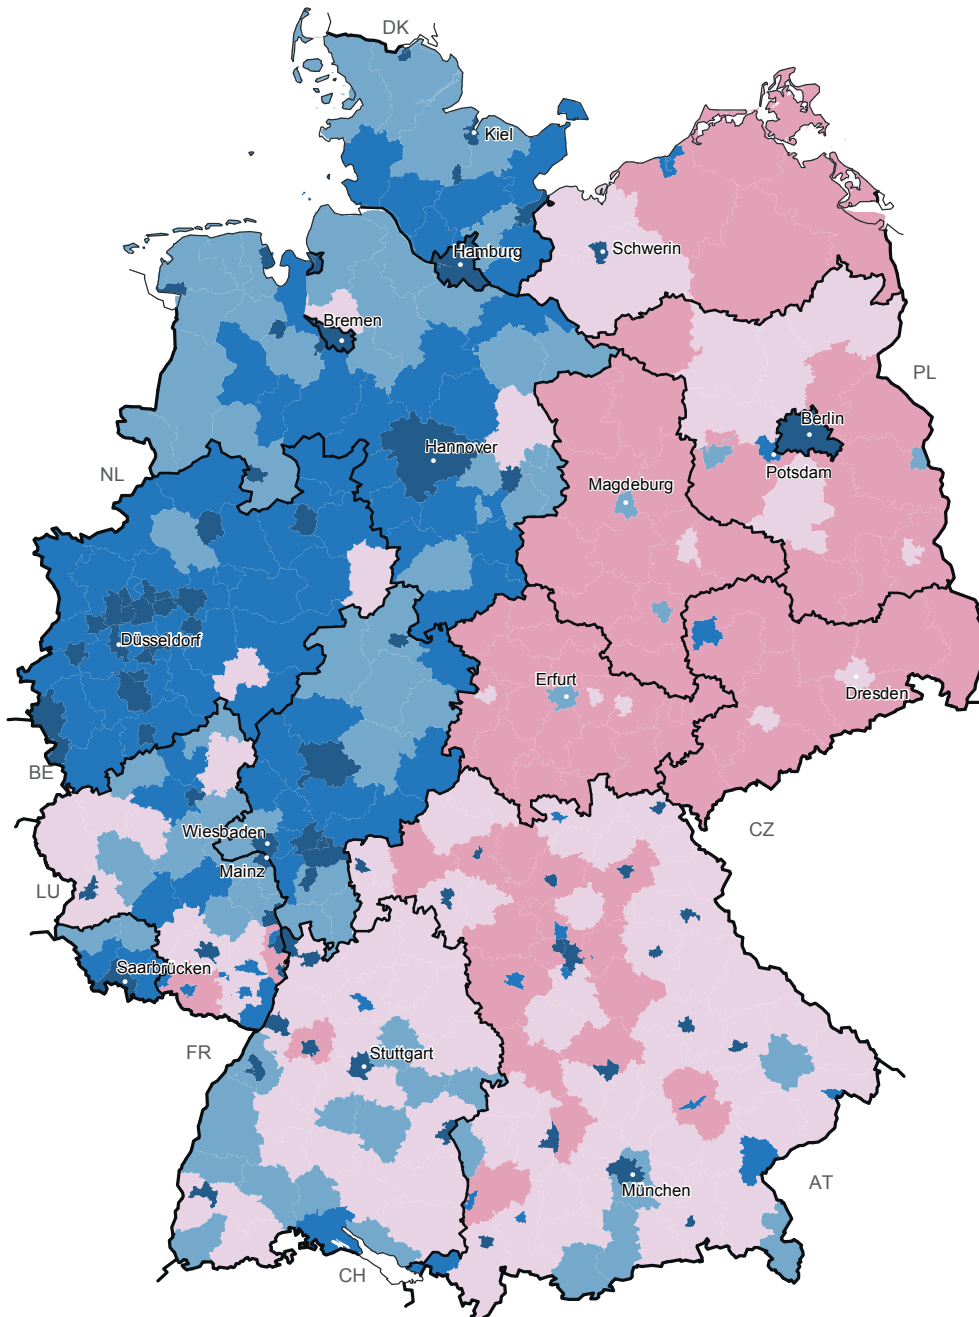 DK
Kiel
Schwerin
Hamburg
Bremen
PL
Berlin
Hannover
NL
Potsdam
Magdeburg
Düsseldorf
Erfurt
Dresden
BE
CZ
Wiesbaden
Mainz
LU
Saarbrücken
FR
Stuttgart
AT
München
CH